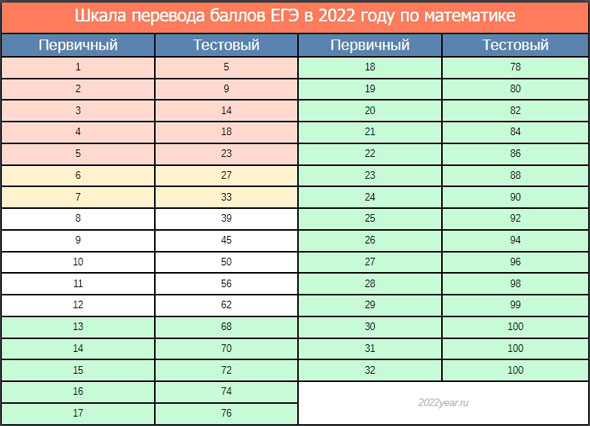 Шкала перевода баллов ЕГЭ в 2022 году по математике
Первичный Тестовый Первичный Тестовый
1 5 18 78
2 9 19 80
3 14 20 82
4 18 21 84
5 23 22 86
6 27 23 88
7 33 24 90
8 39 25 92
9 45 26 94
10 50 27 96
11 56 28 98
12 62 29 99
13 68 30 100
14 70 31 100
15 72 32 100
16 74
17 76
2022year.ru